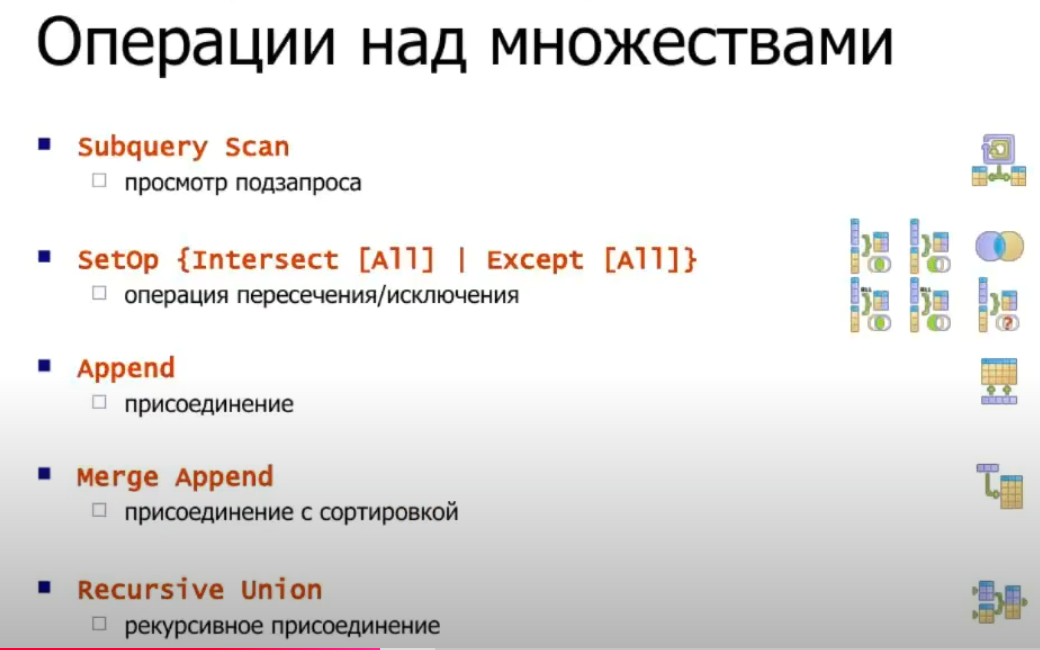 Операции над множествами
Subquery Scan
просмотр подзапроса
SetOp {Intersect [All] | Except [All]}
операция пересечения/исключения
Append
присоединение
Merge Append
присоединение с сортировкой
Recursive Union
рекурсивное присоединение